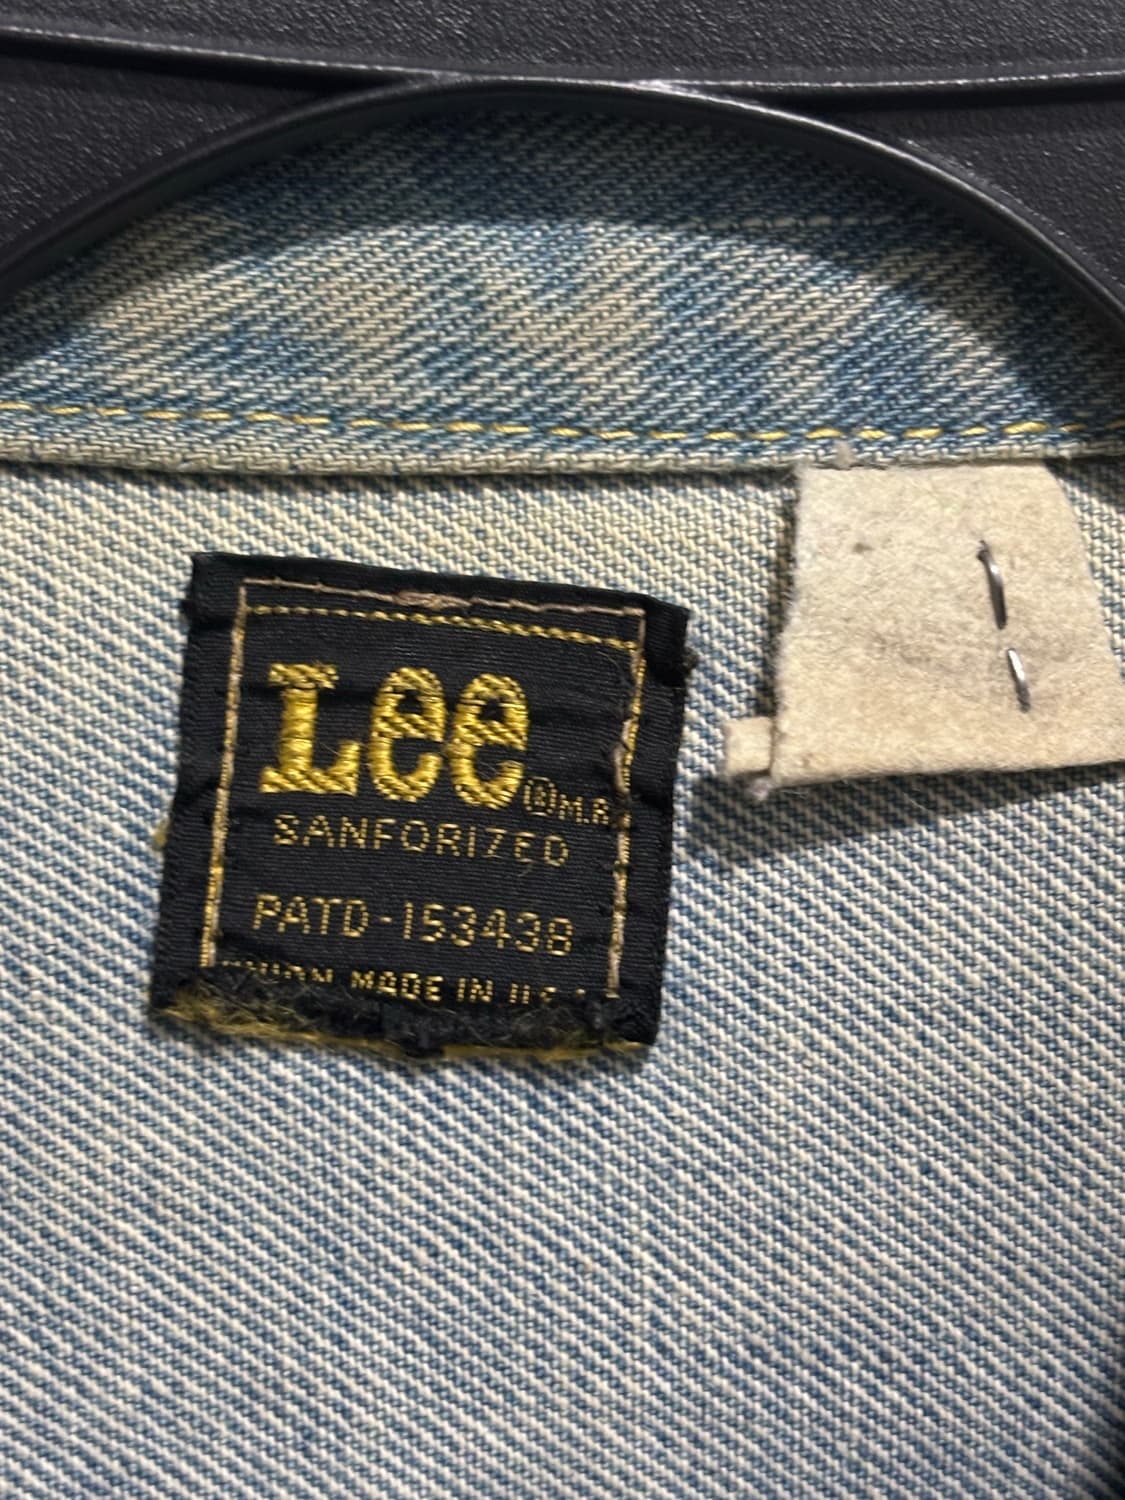 Lee ® M.R.
SANFORIZED
PATD-153438
MADE IN U.S.A.